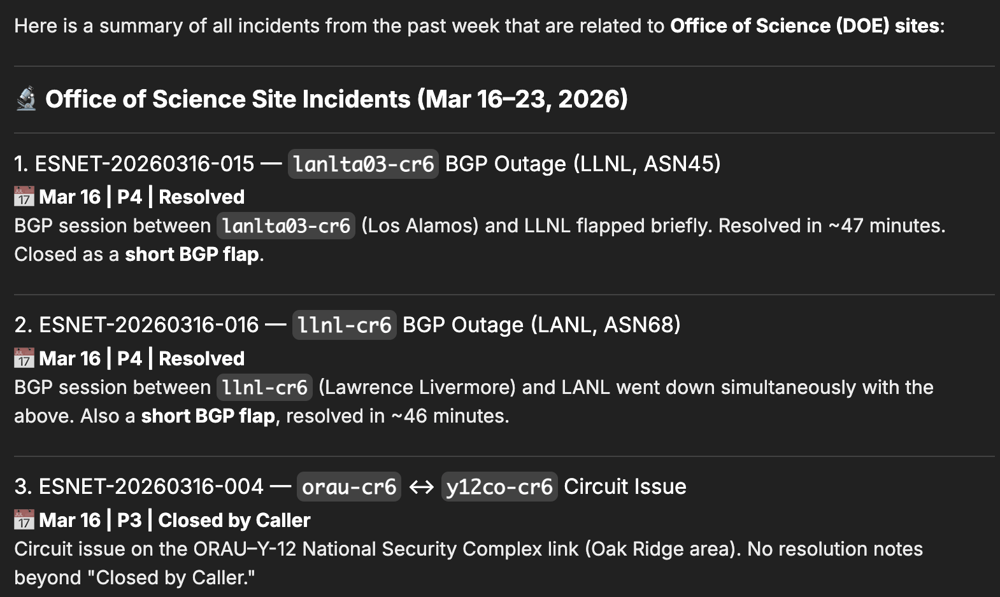 Here is a summary of all incidents from the past week that are related to Office of Science (DOE) sites:
🔬 Office of Science Site Incidents (Mar 16–23, 2026)
1. ESNET-20260316-015 — lanlta03-cr6 BGP Outage (LLNL, ASN45)
📅 Mar 16 | P4 | Resolved
BGP session between lanlta03-cr6 (Los Alamos) and LLNL flapped briefly. Resolved in ~47 minutes.
Closed as a short BGP flap.
2. ESNET-20260316-016 — llnl-cr6 BGP Outage (LANL, ASN68)
📅 Mar 16 | P4 | Resolved
BGP session between llnl-cr6 (Lawrence Livermore) and LANL went down simultaneously with the
above. Also a short BGP flap, resolved in ~46 minutes.
3. ESNET-20260316-004 — orau-cr6 ↔ y12co-cr6 Circuit Issue
📅 Mar 16 | P3 | Closed by Caller
Circuit issue on the ORAU–Y-12 National Security Complex link (Oak Ridge area). No resolution notes
beyond "Closed by Caller."